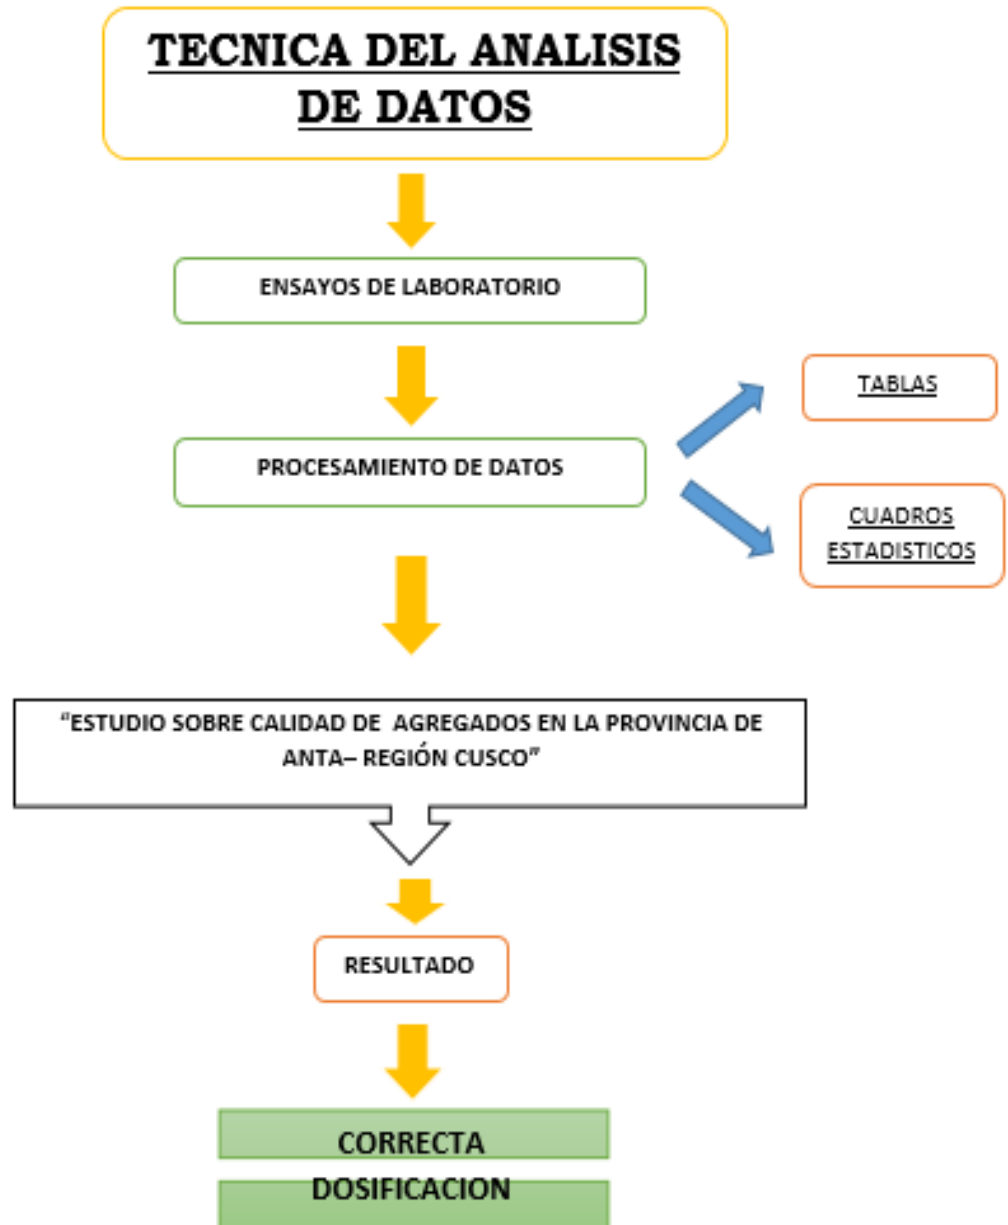 TECNICA DEL ANALISIS
DE DATOS
ENSAYOS DE LABORATORIO
PROCESAMIENTO DE DATOS
TABLAS
CUADROS
ESTADISTICOS
“ESTUDIO SOBRE CALIDAD DE AGREGADOS EN LA PROVINCIA DE
ANTA– REGIÓN CUSCO”
RESULTADO
CORRECTA
DOSIFICACION